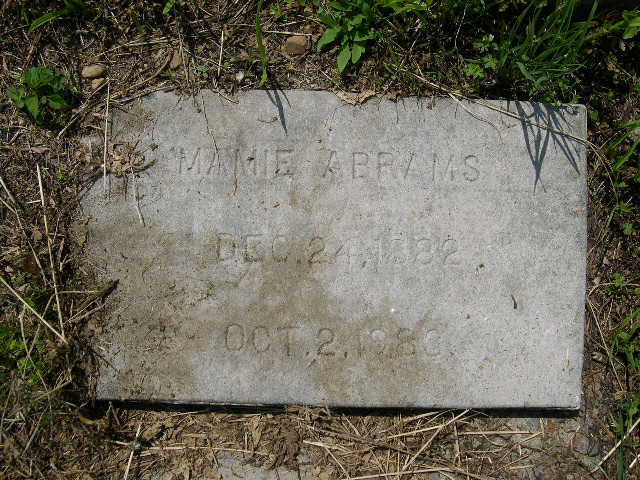 MAMIE ABRAMS
DEC. 24, 1882
OCT. 2,